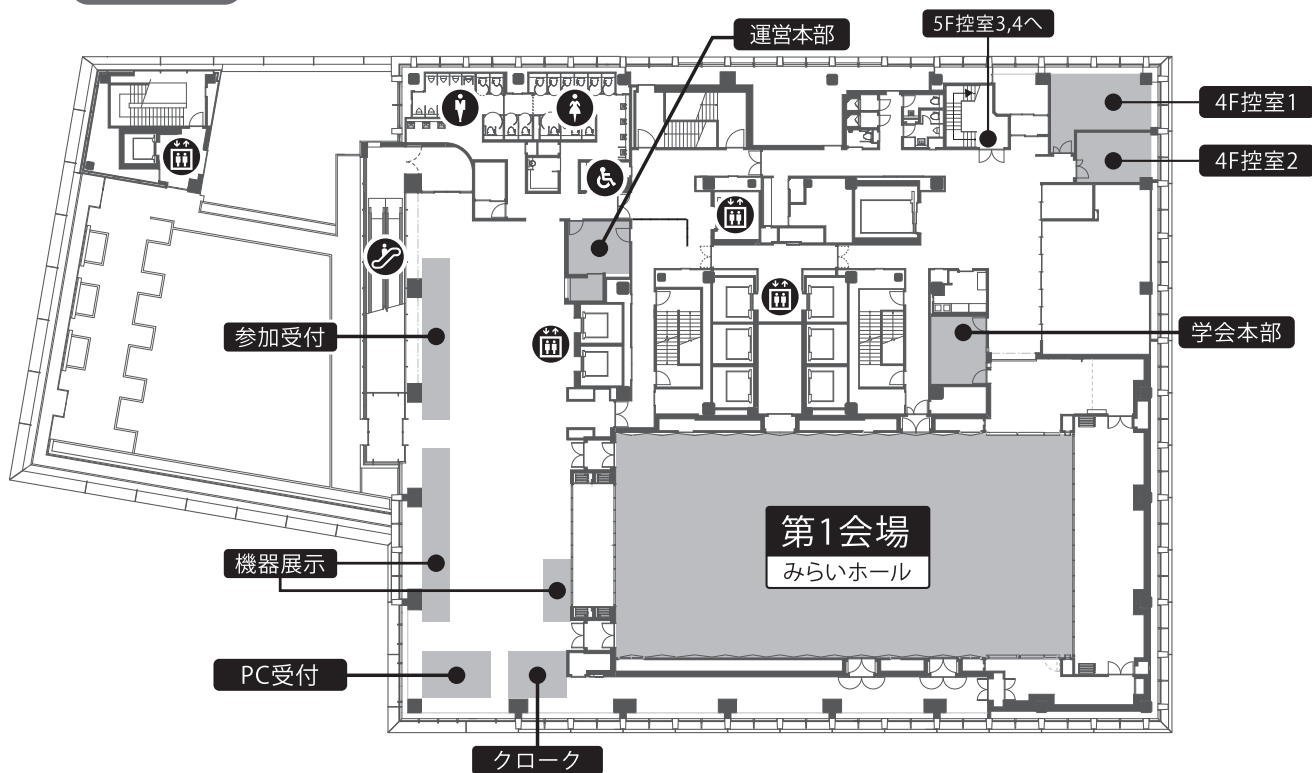 運営本部
5F控室3,4へ
4F控室1
4F控室2
参加受付
学会本部
第1会場
みらいホール
機器展示
PC受付
クローク